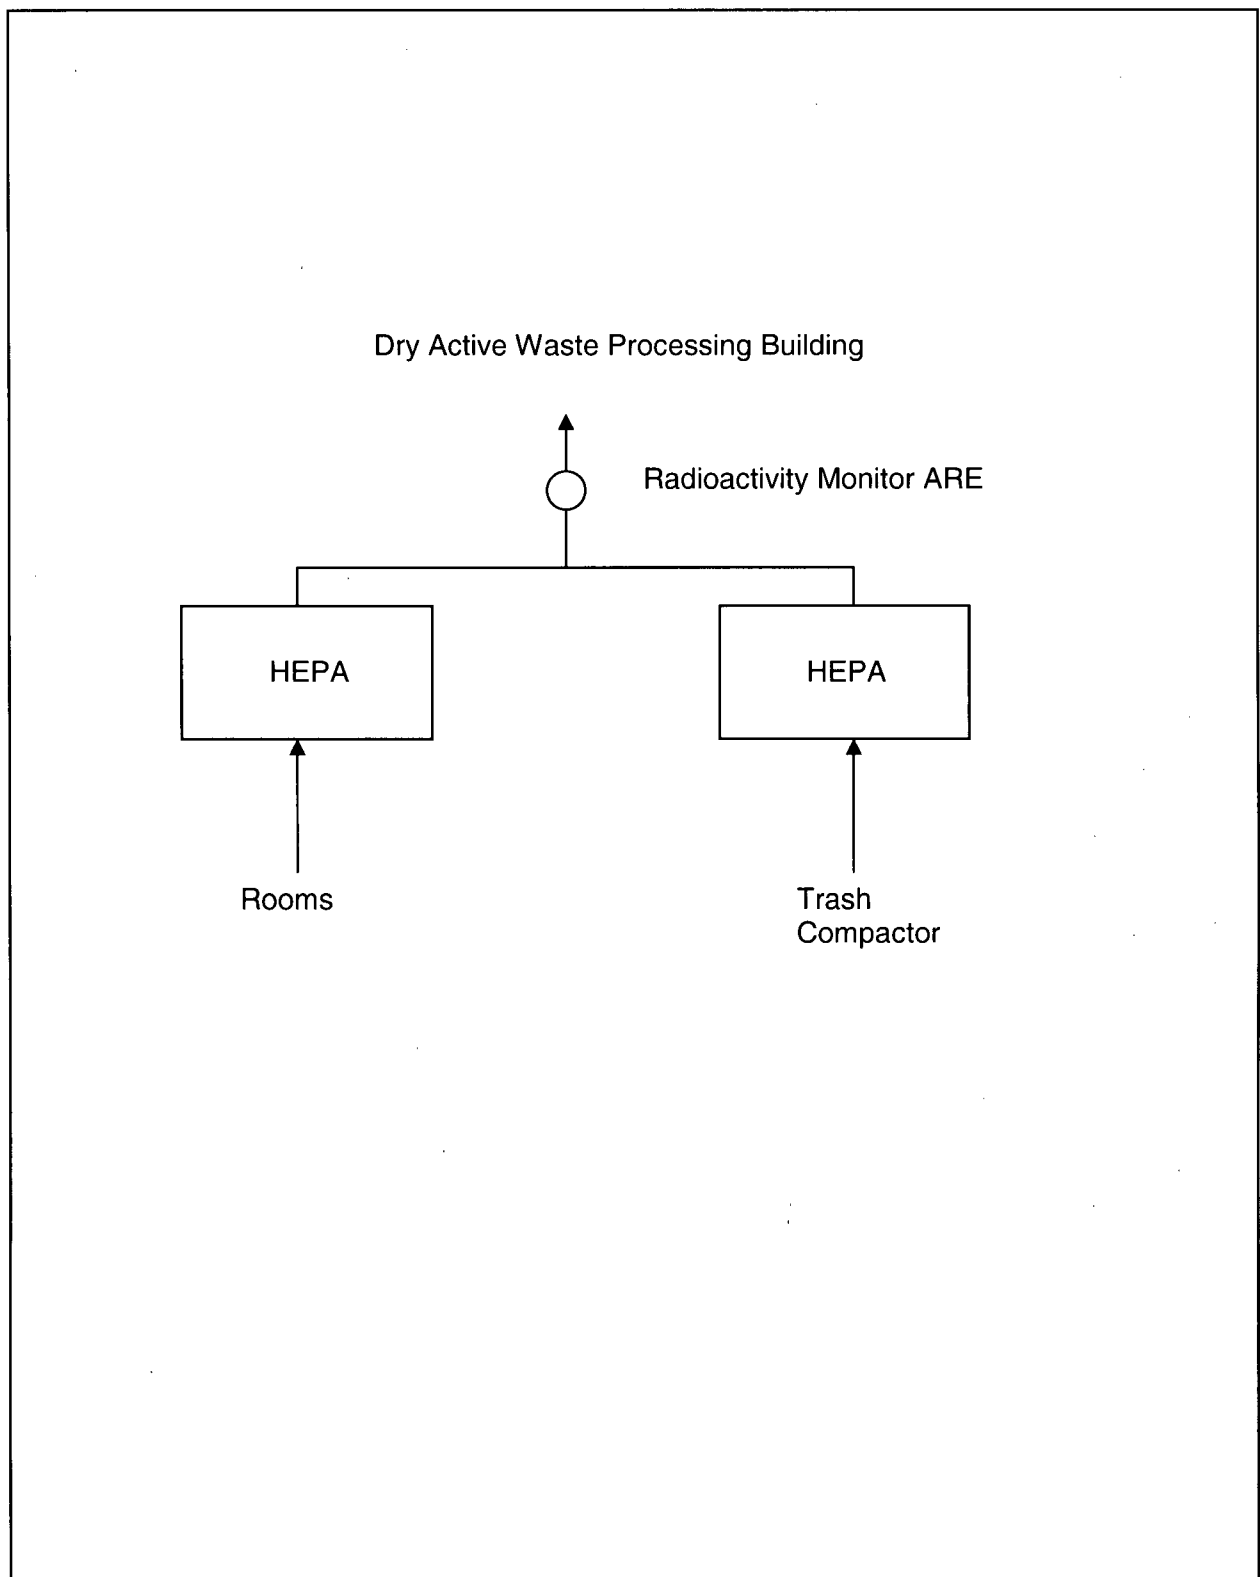 Dry Active Waste Processing Building
Radioactivity Monitor ARE
HEPA
HEPA
Rooms
Trash
Compactor